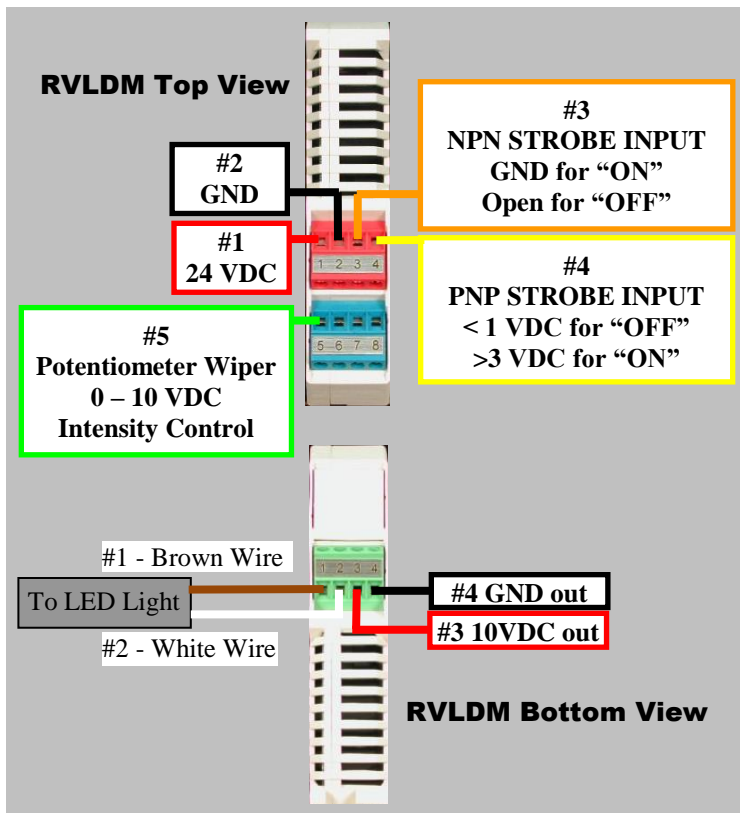 RVLDM Top View
#3
NPN STROBE INPUT
GND for “ON”
Open for “OFF”
#2
GND
#1
24 VDC
1 2 3 4
#4
PNP STROBE INPUT
< 1 VDC for “OFF”
>3 VDC for “ON”
5 6 7 8
#5
Potentiometer Wiper
0 – 10 VDC
Intensity Control
#1 - Brown Wire
1 2 3 4
To LED Light
#4 GND out
#3 10VDC out
#2 - White Wire
RVLDM Bottom View